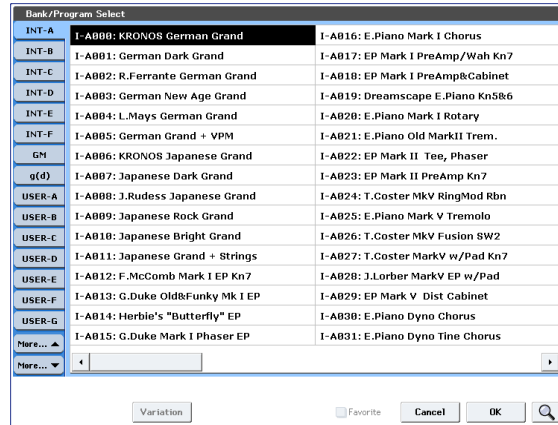 Bank/Program Select
INT-A
INT-B
INT-C
INT-D
INT-E
INT-F
GM
g(d)
USER-A
USER-B
USER-C
USER-D
USER-E
USER-F
USER-G
More...
More...
I-A000: KRONOS German Grand
I-A001: German Dark Grand
I-A002: R.Ferrante German Grand
I-A003: German New Age Grand
I-A004: L.Mays German Grand
I-A005: German Grand + VPM
I-A006: KRONOS Japanese Grand
I-A007: Japanese Dark Grand
I-A008: J.Rudess Japanese Grand
I-A009: Japanese Rock Grand
I-A010: Japanese Bright Grand
I-A011: Japanese Grand + Strings
I-A012: F.McComb Mark I EP Kn7
I-A013: G.Duke Old&Funky Mk I EP
I-A014: Herbie's "Butterfly" EP
I-A015: G.Duke Mark I Phaser EP
I-A016: E.Piano Mark I Chorus
I-A017: EP Mark I PreAmp/Wah Kn7
I-A018: EP Mark I PreAmp&Cabinet
I-A019: Dreamscape E.Piano Kn5&6
I-A020: E.Piano Mark I Rotary
I-A021: E.Piano Old MarkII Trem.
I-A022: EP Mark II  Tee, Phaser
I-A023: EP Mark II PreAmp Kn7
I-A024: T.Coster MkV RingMod Rbn
I-A025: E.Piano Mark V Tremolo
I-A026: T.Coster MkV Fusion SW2
I-A027: T.Coster MarkV w/Pad Kn7
I-A028: J.Lorber MarkV EP w/Pad
I-A029: EP Mark V  Dist Cabinet
I-A030: E.Piano Dyno Chorus
I-A031: E.Piano Dyno Tine Chorus
Variation
Favorite
Cancel
OK